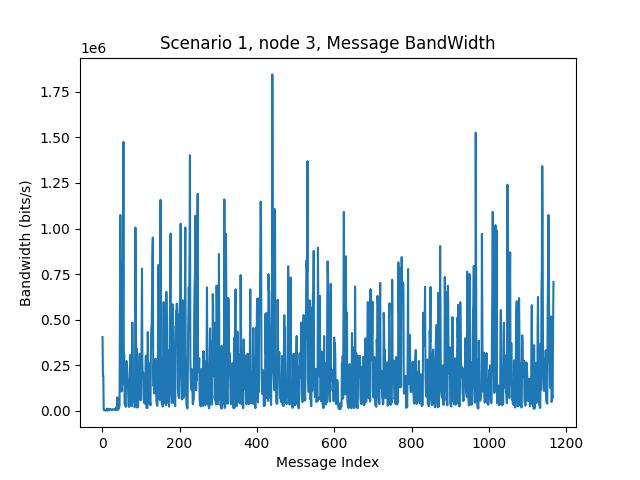 Scenario 1, node 3, Message BandWidth
1e6
1.75
1.50
1.25
1.00
0.75
0.50
0.25
0.00
Bandwidth (bits/s)
0 200 400 600 800 1000 1200
Message Index